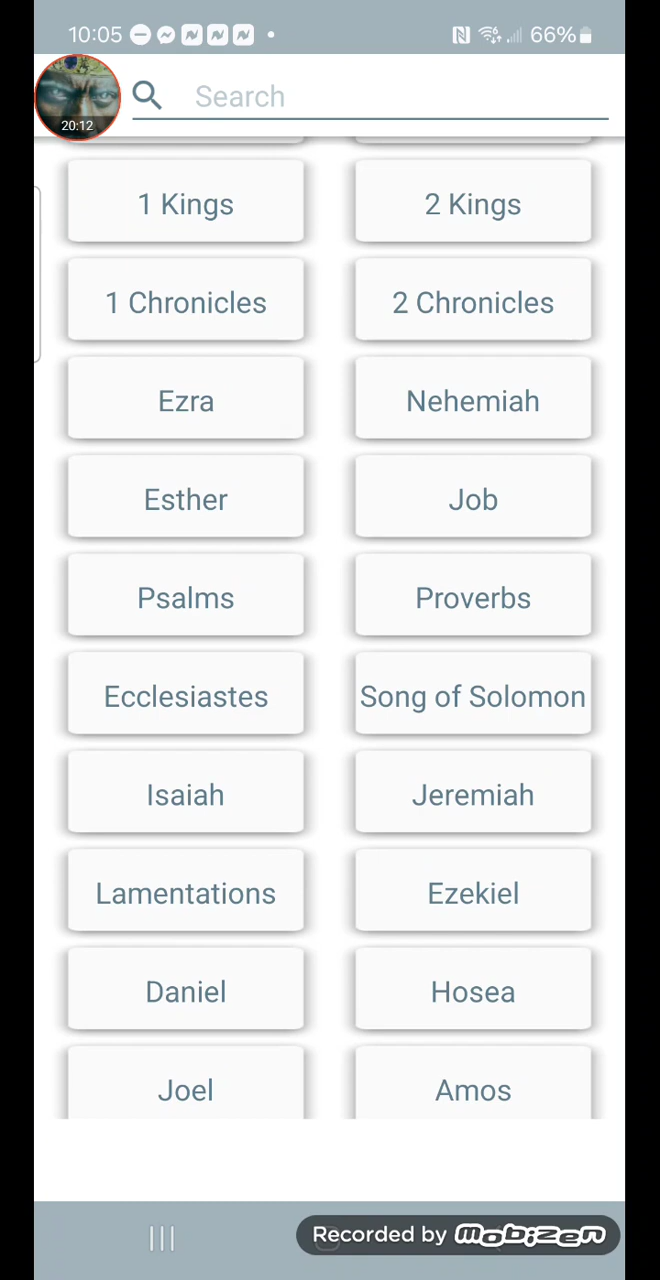 10:05 66%
Search
20:12
1 Kings 2 Kings
1 Chronicles 2 Chronicles
Ezra Nehemiah
Esther Job
Psalms Proverbs
Ecclesiastes Song of Solomon
Isaiah Jeremiah
Lamentations Ezekiel
Daniel Hosea
Joel Amos
Recorded by mobizen